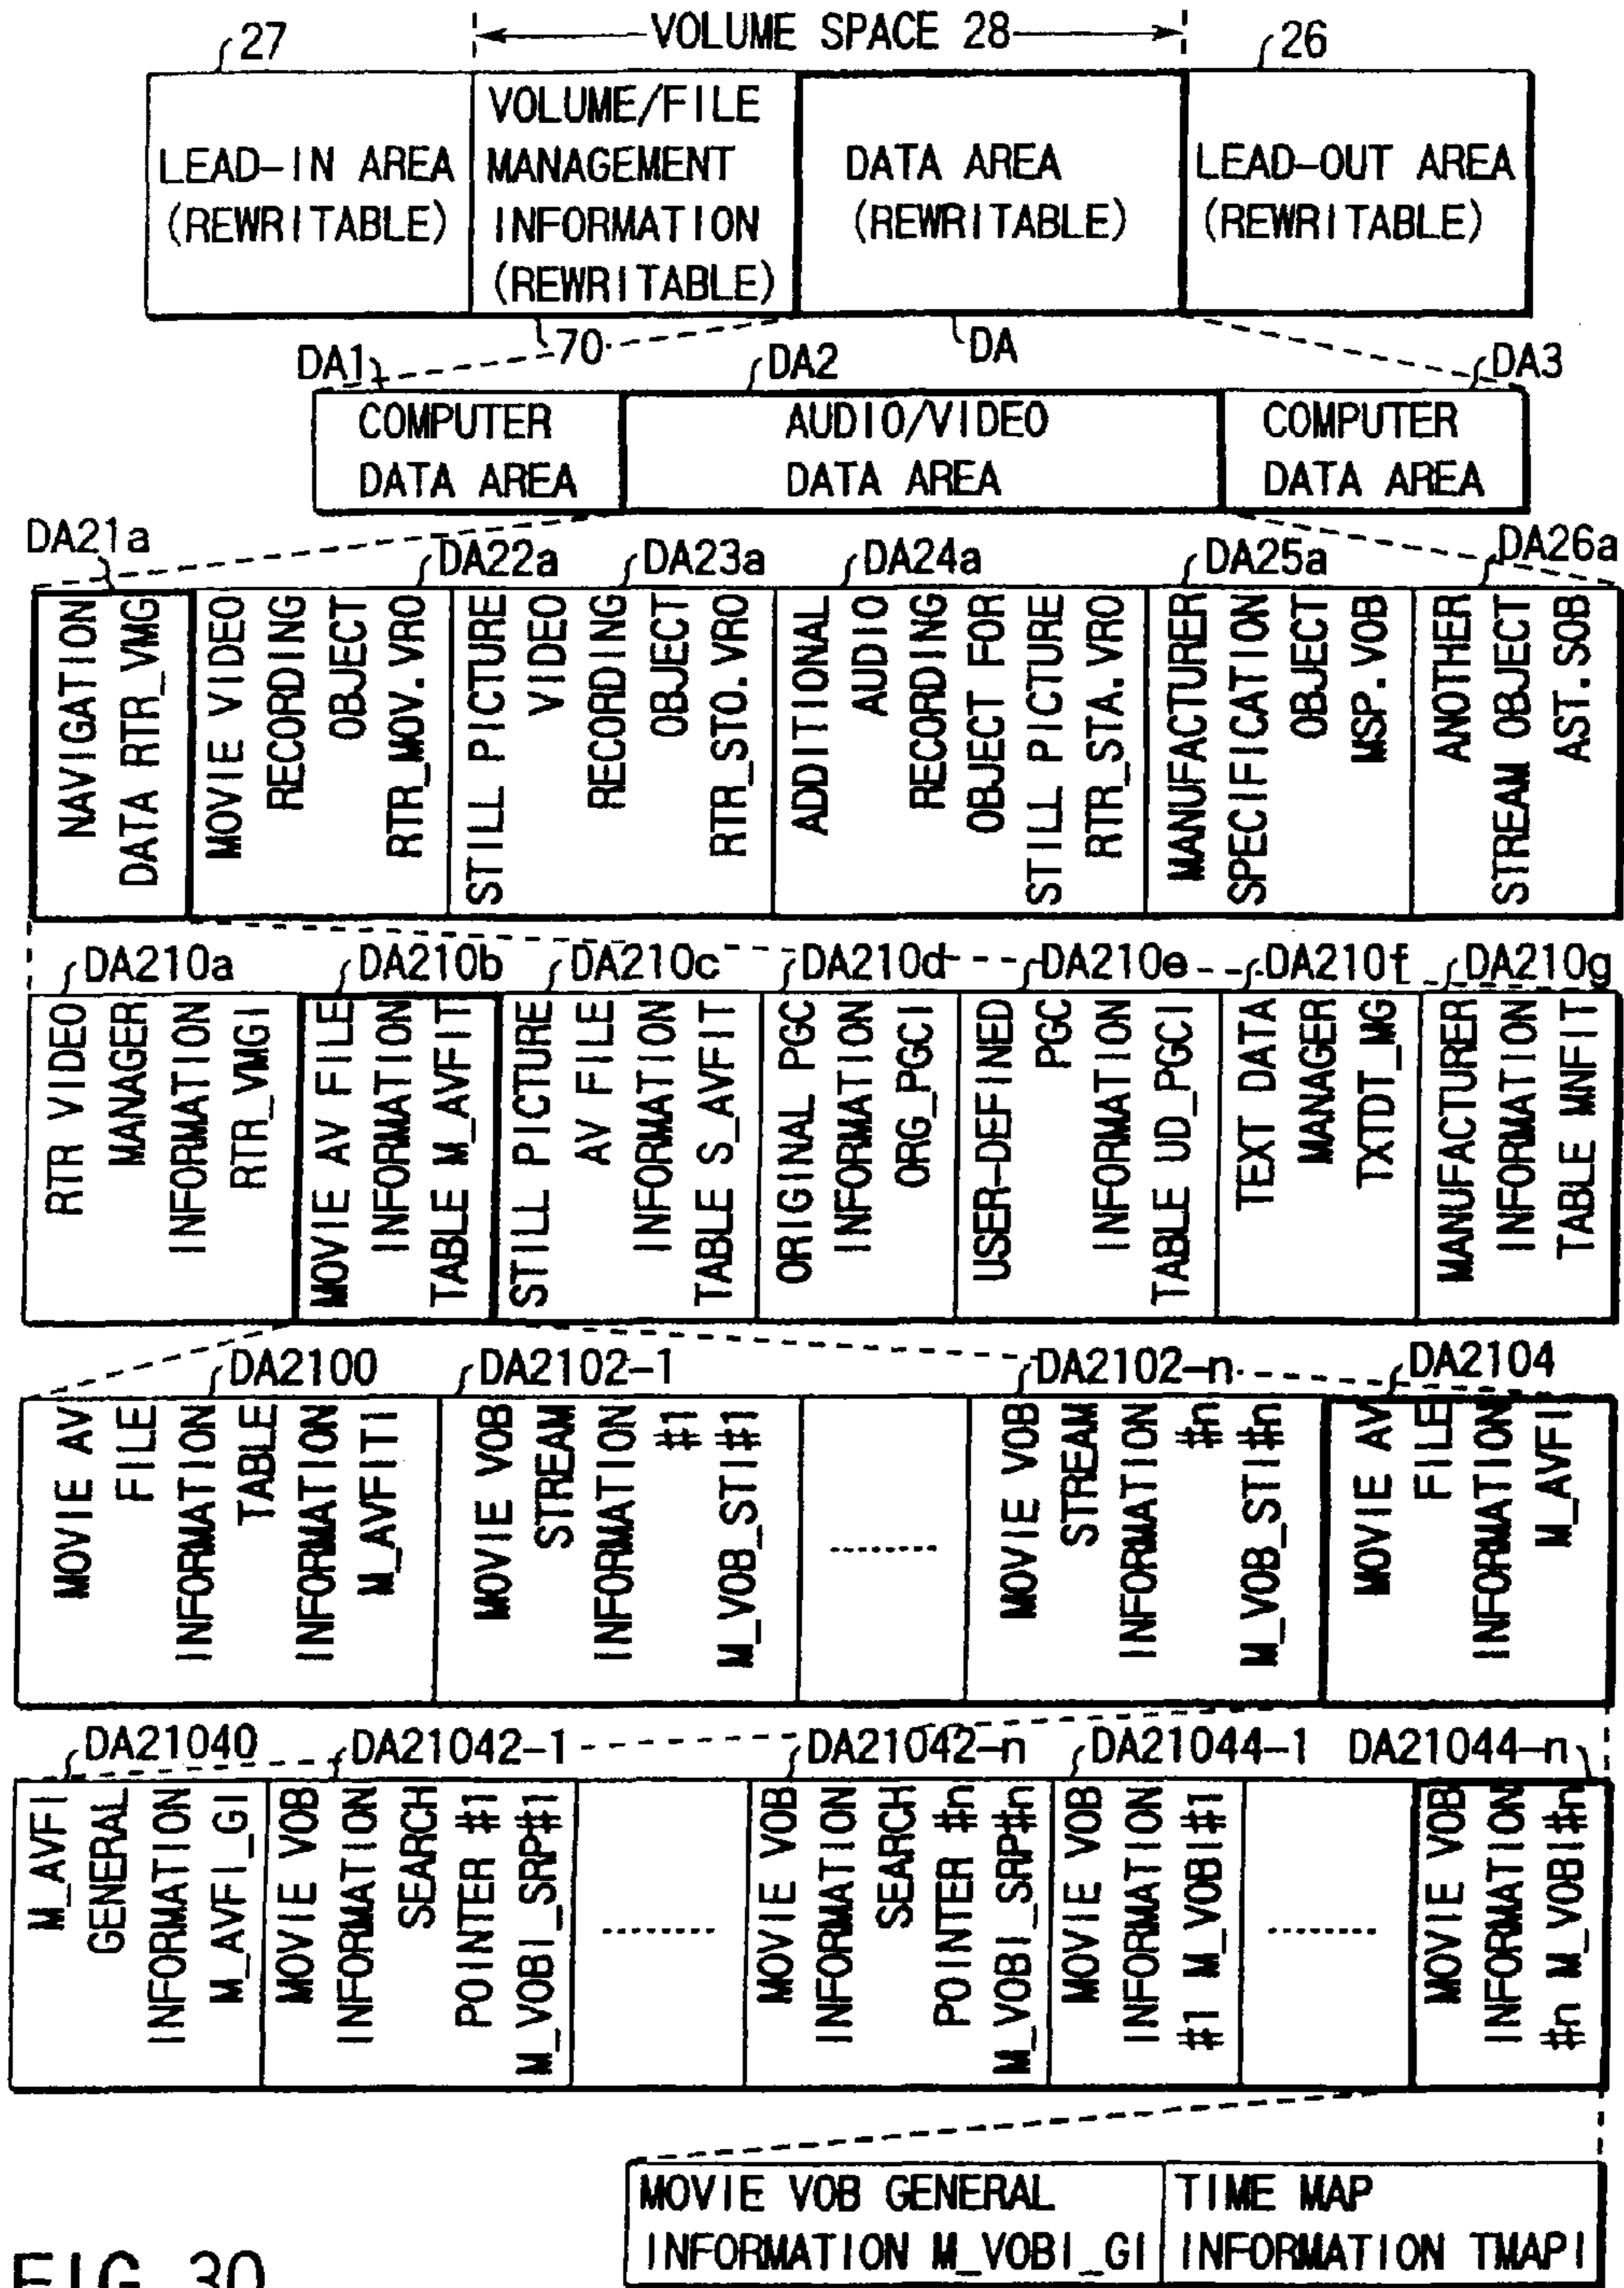 27
VOLUME SPACE 28
26
LEAD-IN AREA
(REWRITABLE)
VOLUME/FILE
MANAGEMENT
INFORMATION
(REWRITABLE)
DATA AREA
(REWRITABLE)
LEAD-OUT AREA
(REWRITABLE)
70
DA
DA1
DA2
DA3
COMPUTER
DATA AREA
AUDIO/VIDEO
DATA AREA
COMPUTER
DATA AREA
DA21a
DA22a
DA23a
DA24a
DA25a
DA26a
NAVIGATION
DATA RTR_VMG
MOVIE VIDEO
RECORDING
OBJECT
RTR_MOV.VRO
STILL PICTURE
VIDEO
RECORDING
OBJECT
RTR_STO.VRO
ADDITIONAL
AUDIO
RECORDING
OBJECT FOR
STILL PICTURE
RTR_STA.VRO
MANUFACTURER
SPECIFICATION
OBJECT
MSP.VOB
ANOTHER
STREAM OBJECT
AST.SOB
DA210a
DA210b
DA210c
DA210d
DA210e
DA210f
DA210g
RTR VIDEO
MANAGER
INFORMATION
RTR_VMGI
MOVIE AV FILE
INFORMATION
TABLE M_AVFIT
STILL PICTURE
AV FILE
INFORMATION
TABLE S_AVFIT
ORIGINAL PGC
INFORMATION
ORG_PGCI
USER-DEFINED
PGC
INFORMATION
TABLE UD_PGCI
TEXT DATA
MANAGER
TXTDT_MG
MANUFACTURER
INFORMATION
TABLE MNFIT
DA2100
DA2102-1
DA2102-n
DA2104
MOVIE AV
FILE
INFORMATION
TABLE
INFORMATION
M_AVFITI
MOVIE VOB
STREAM
INFORMATION
#1
M_VOB_STI#1
........
MOVIE VOB
STREAM
INFORMATION
#n
M_VOB_STI#n
MOVIE AV
FILE
INFORMATION
M_AVFI
DA21040
DA21042-1
DA21042-n
DA21044-1
DA21044-n
M_AVFI
GENERAL
INFORMATION
M_AVFI_GI
MOVIE VOB
INFORMATION
SEARCH
POINTER #1
M_VOBI_SRP#1
........
MOVIE VOB
INFORMATION
SEARCH
POINTER #n
M_VOBI_SRP#n
MOVIE VOB
INFORMATION
#1 M_VOBI#1
........
MOVIE VOB
INFORMATION
#n M_VOBI#n
MOVIE VOB GENERAL
INFORMATION M_VOBI_GI
TIME MAP
INFORMATION TMAPI
FIG. 30